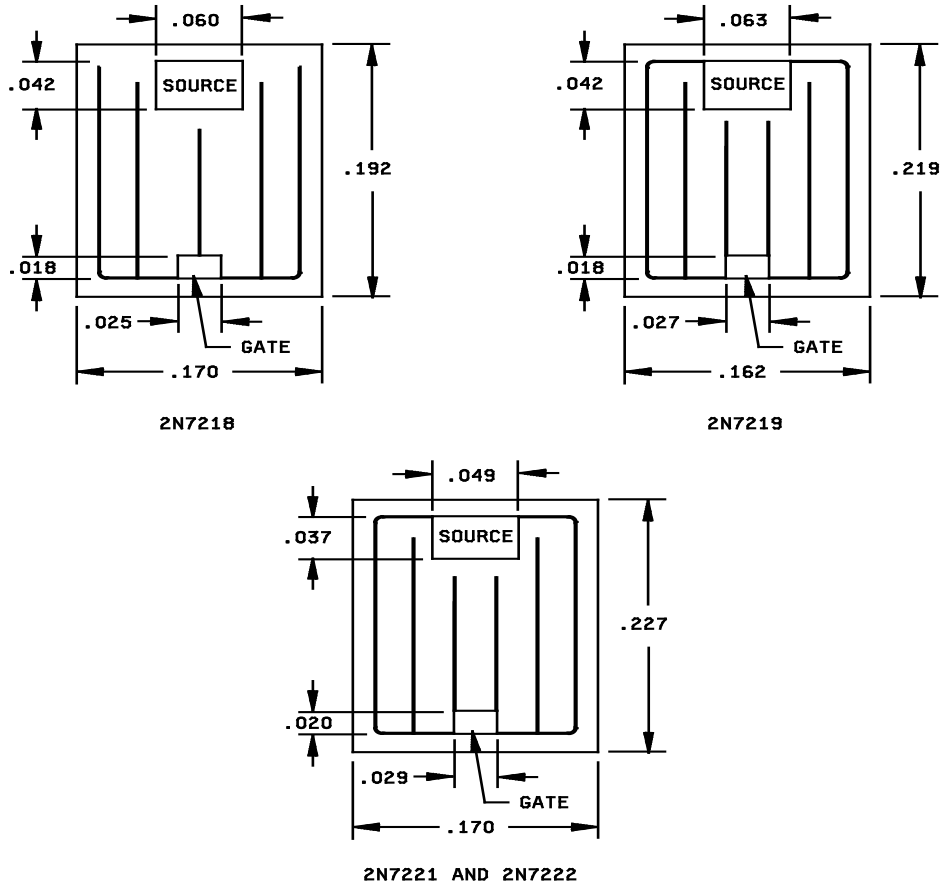 .060
.042
SOURCE
.192
.018
.025
GATE
.170
2N7218
.063
.042
SOURCE
.219
.018
.027
GATE
.162
2N7219
.049
.037
SOURCE
.227
.020
.029
GATE
.170
2N7221 AND 2N7222